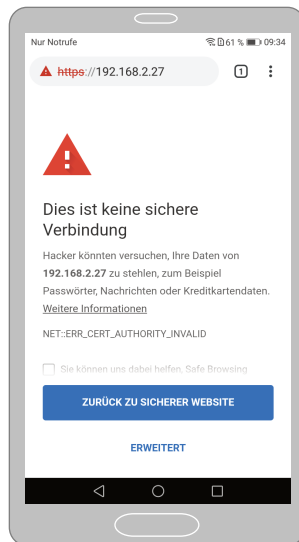 Nur Notrufe 61 % 09:34
https://192.168.2.27 1
Dies ist keine sichere
Verbindung
Hacker könnten versuchen, Ihre Daten von
192.168.2.27 zu stehlen, zum Beispiel
Passwörter, Nachrichten oder Kreditkartendaten.
Weitere Informationen
NET::ERR_CERT_AUTHORITY_INVALID
Sie können uns dabei helfen, Safe Browsing
ZURÜCK ZU SICHERER WEBSITE
ERWEITERT